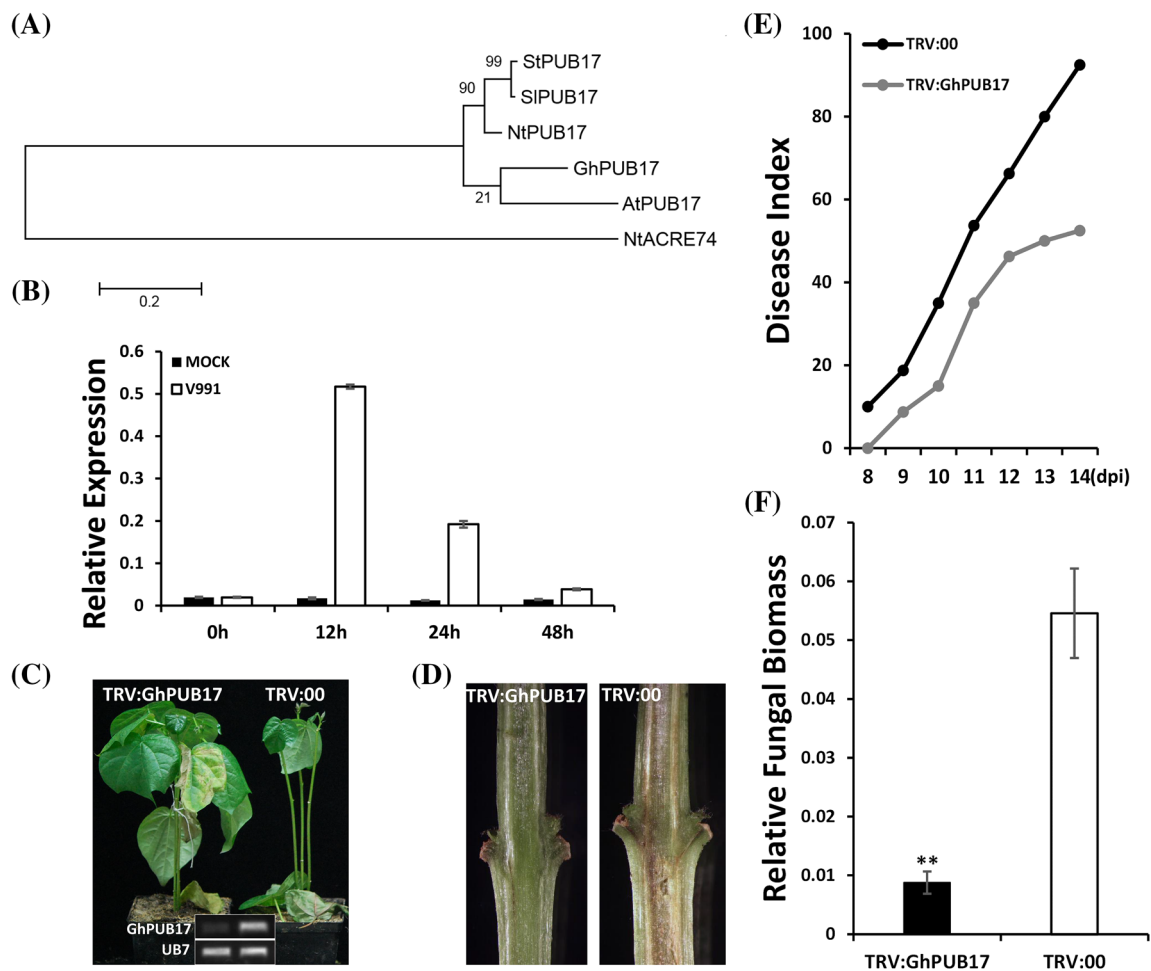 (A)
99
StPUB17
SlPUB17
90
NtPUB17
GhPUB17
21
AtPUB17
NtACRE74
0.2
(B)
Relative Expression
0.6
0.5
0.4
0.3
0.2
0.1
0
MOCK
V991
0h 12h 24h 48h
(C)
TRV:GhPUB17 TRV:00
GhPUB17
UB7
(D)
TRV:GhPUB17 TRV:00
(E)
Disease Index
100
80
60
40
20
0
TRV:00
TRV:GhPUB17
8 9 10 11 12 13 14(dpi)
(F)
Relative Fungal Biomass
0.07
0.06
0.05
0.04
0.03
0.02
0.01
0
**
TRV:GhPUB17 TRV:00